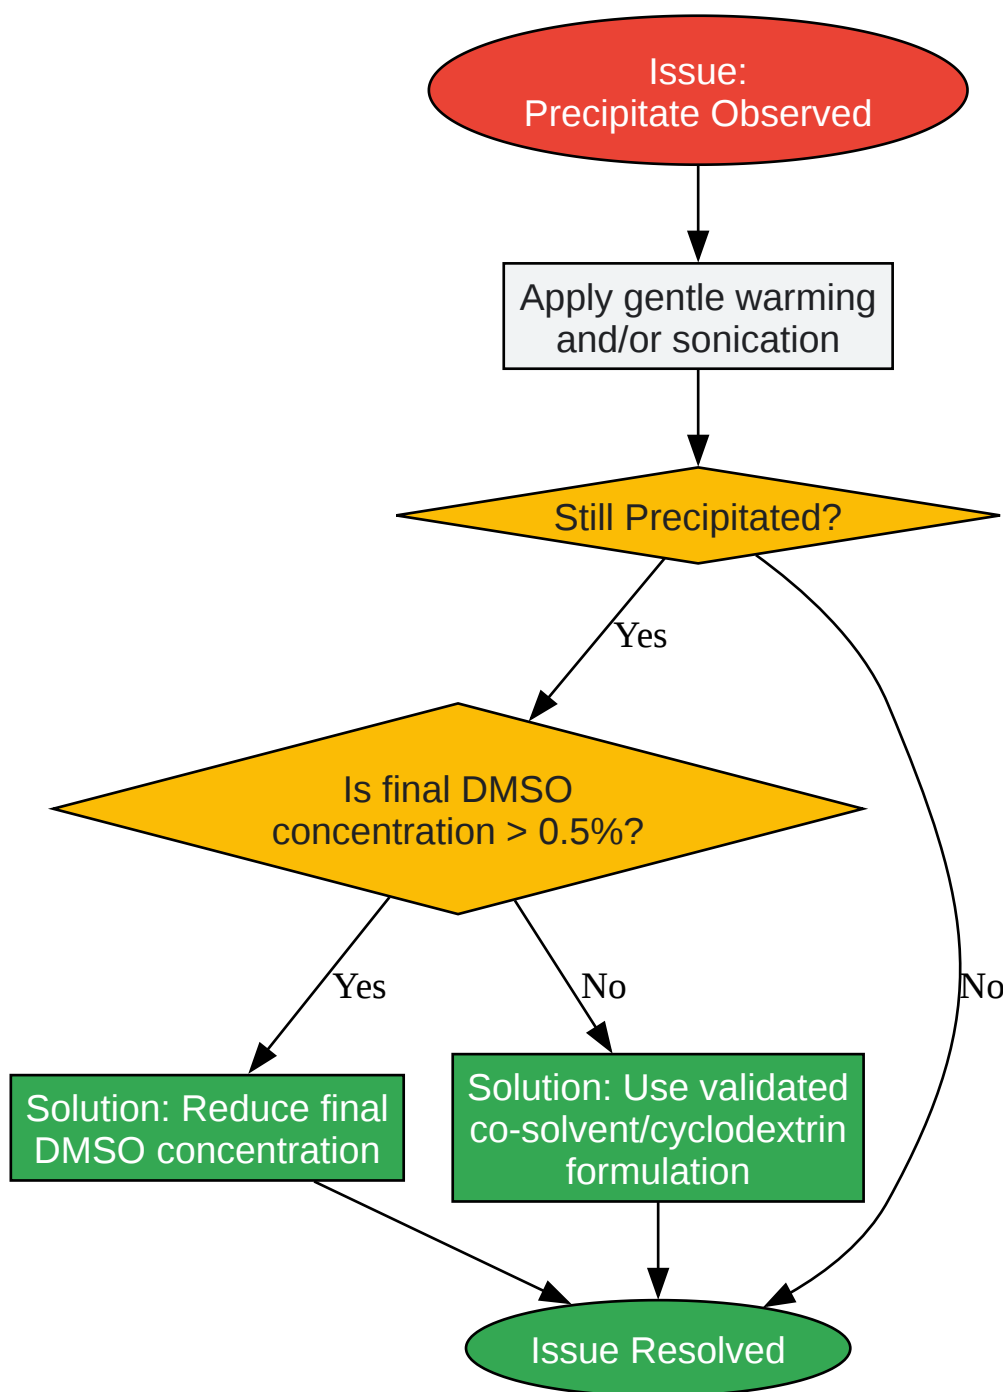 Issue:
Precipitate Observed
Apply gentle warming
and/or sonication
Still Precipitated?
Yes
Is final DMSO
concentration > 0.5%?
Yes
No
No
Solution: Reduce final
DMSO concentration
Solution: Use validated
co-solvent/cyclodextrin
formulation
Issue Resolved